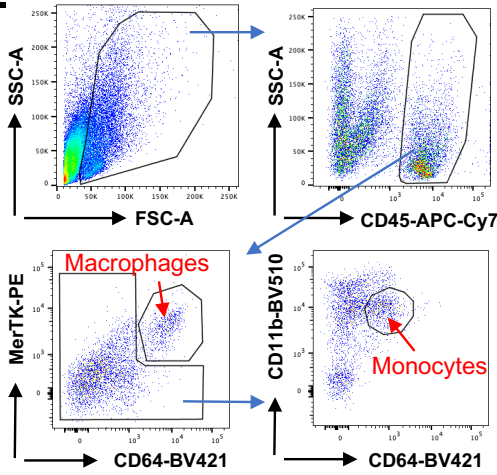 SSC-A
250K
200K
150K
100K
50K
0
0
50K
100K
150K
200K
250K
FSC-A
SSC-A
250K
200K
150K
100K
50K
0
0
10³
10⁴
10⁵
CD45-APC-Cy7
MerTK-PE
10⁵
10⁴
10³
0
0
10³
10⁴
10⁵
CD64-BV421
Macrophages
CD11b-BV510
10⁵
10⁴
10³
0
0
10³
10⁴
10⁵
CD64-BV421
Monocytes